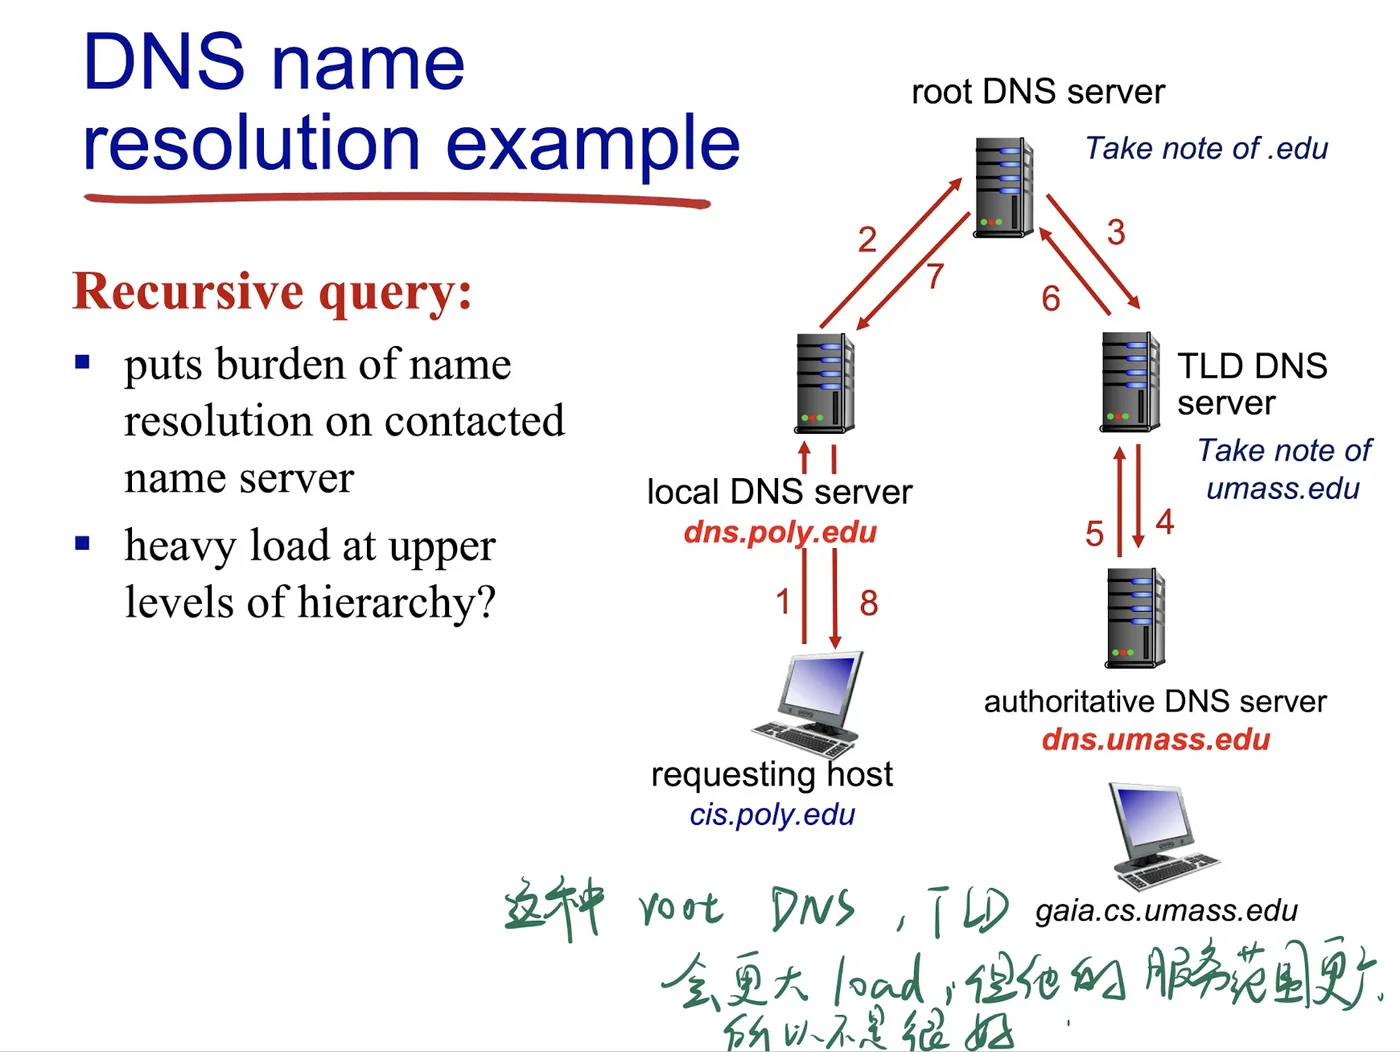 DNS name
resolution example
Recursive query:
puts burden of name
resolution on contacted
name server
heavy load at upper
levels of hierarchy?
root DNS server
Take note of .edu
2
7
3
6
TLD DNS
server
Take note of
umass.edu
local DNS server
dns.poly.edu
5
4
1
8
authoritative DNS server
dns.umass.edu
requesting host
cis.poly.edu
gaia.cs.umass.edu
这种 root DNS , TLD
会更大 load, 但他的服务范围更广,
所以不是很好.